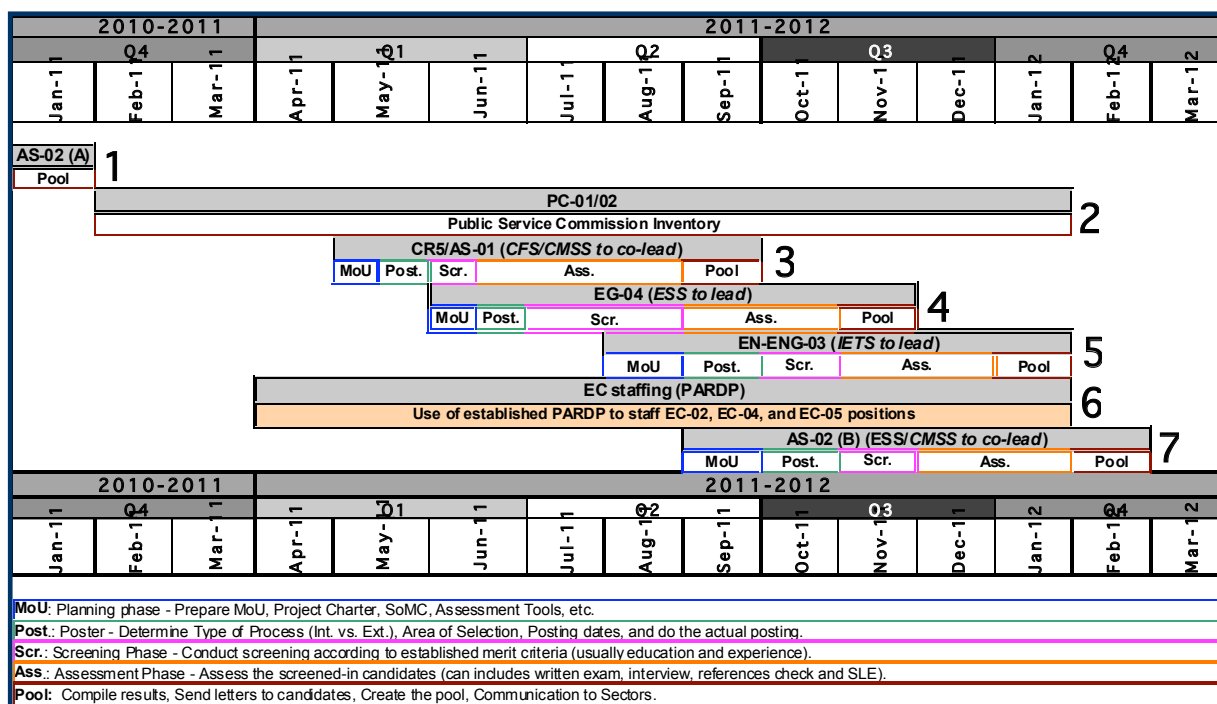 2010-2011 2011-2012
Q4 Q1 Q2 Q3 Q4
Jan-11 Feb-11 Mar-11 Apr-11 May-11 Jun-11 Jul-11 Aug-11 Sep-11 Oct-11 Nov-11 Dec-11 Jan-12 Feb-12 Mar-12
AS-02 (A) 1
Pool
PC-01/02 2
Public Service Commission Inventory
CR5/AS-01 (CFS/CMSS to co-lead) 3
MoU Post. Scr. Ass. Pool
EG-04 (ESS to lead) 4
MoU Post. Scr. Ass. Pool
EN-ENG-03 (IETS to lead) 5
MoU Post. Scr. Ass. Pool
EC staffing (PARDP) 6
Use of established PARDP to staff EC-02, EC-04, and EC-05 positions
AS-02 (B) (ESS/CMSS to co-lead) 7
MoU Post. Scr. Ass. Pool
2010-2011 2011-2012
Q4 Q1 Q2 Q3 Q4
Jan-11 Feb-11 Mar-11 Apr-11 May-11 Jun-11 Jul-11 Aug-11 Sep-11 Oct-11 Nov-11 Dec-11 Jan-12 Feb-12 Mar-12
MoU: Planning phase - Prepare MoU, Project Charter, SoMC, Assessment Tools, etc.
Post.: Poster - Determine Type of Process (Int. vs. Ext.), Area of Selection, Posting dates, and do the actual posting.
Scr.: Screening Phase - Conduct screening according to established merit criteria (usually education and experience).
Ass.: Assessment Phase - Assess the screened-in candidates (can includes written exam, interview, references check and SLE).
Pool: Compile results, Send letters to candidates, Create the pool, Communication to Sectors.